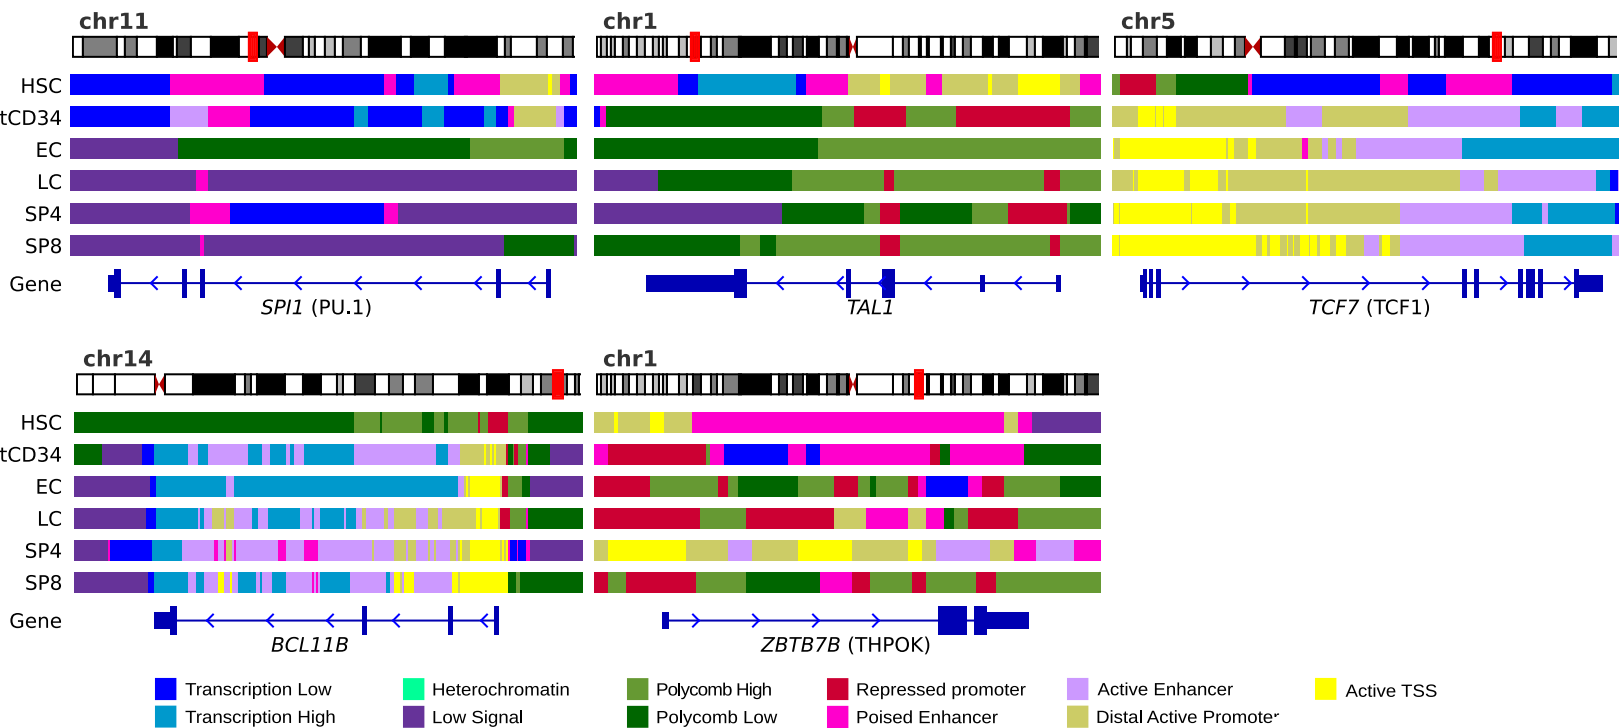 chr11
chr1
chr5
HSC
tCD34
EC
LC
SP4
SP8
Gene
SPI1 (PU.1)
TAL1
TCF7 (TCF1)
chr14
chr1
HSC
tCD34
EC
LC
SP4
SP8
Gene
BCL11B
ZBTB7B (THPOK)
Transcription Low
Heterochromatin
Polycomb High
Repressed promoter
Active Enhancer
Active TSS
Transcription High
Low Signal
Polycomb Low
Poised Enhancer
Distal Active Promoter